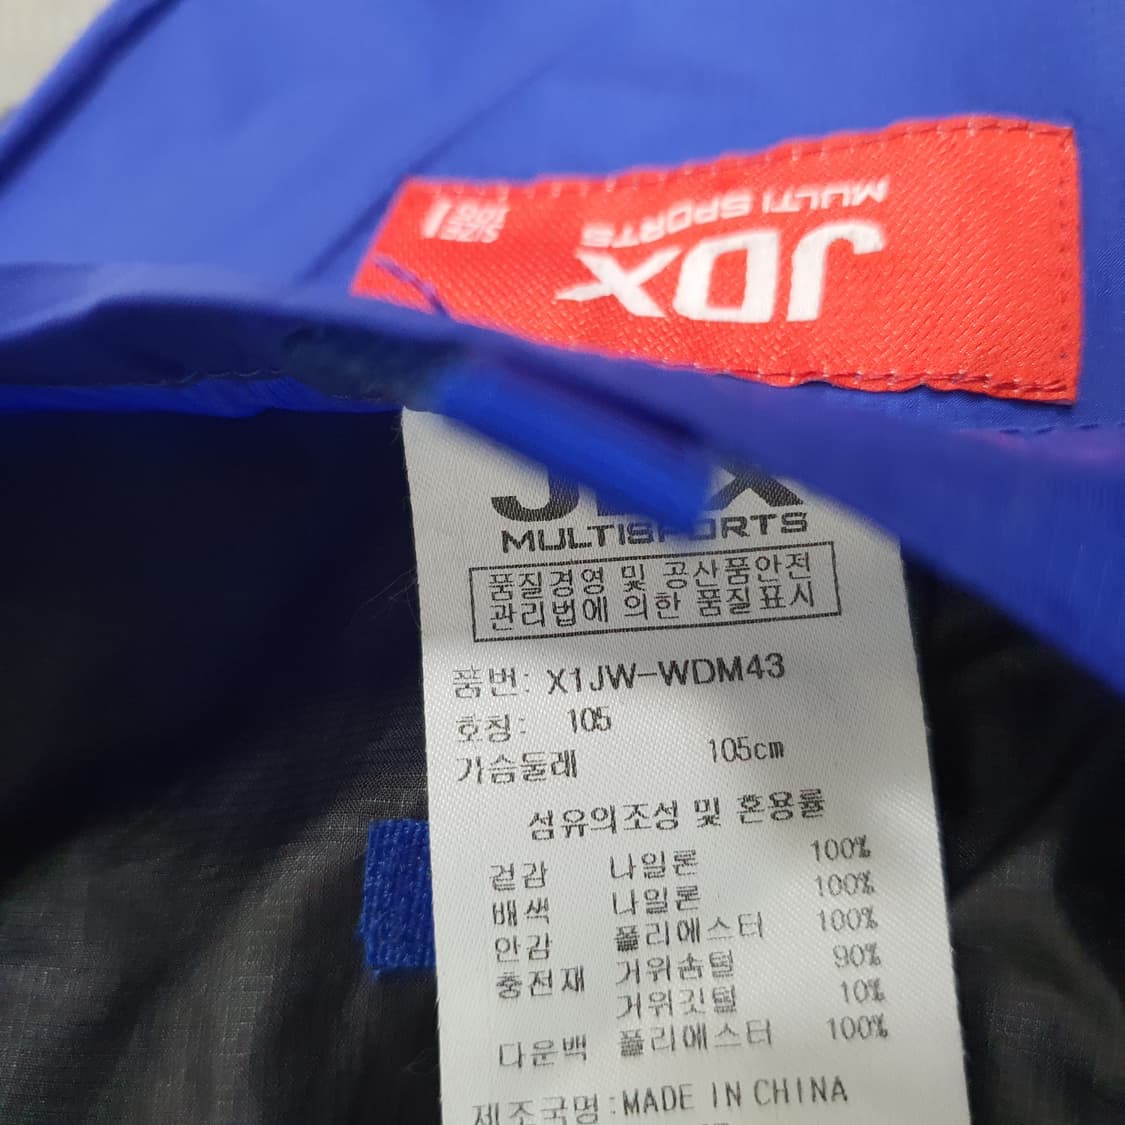 JDX
MULTI SPORTS
SIZE
JDX
MULTISPORTS
품질경영 및 공산품안전
관리법에 의한 품질표시
품번: X1JW-WDM43
호칭: 105
가슴둘레 105cm
섬유의조성 및 혼용률
겉감 나일론 100%
배색 나일론 100%
안감 폴리에스터 100%
충전재 거위솜털 90%
거위깃털 10%
다운백 폴리에스터 100%
제조국명:MADE IN CHINA